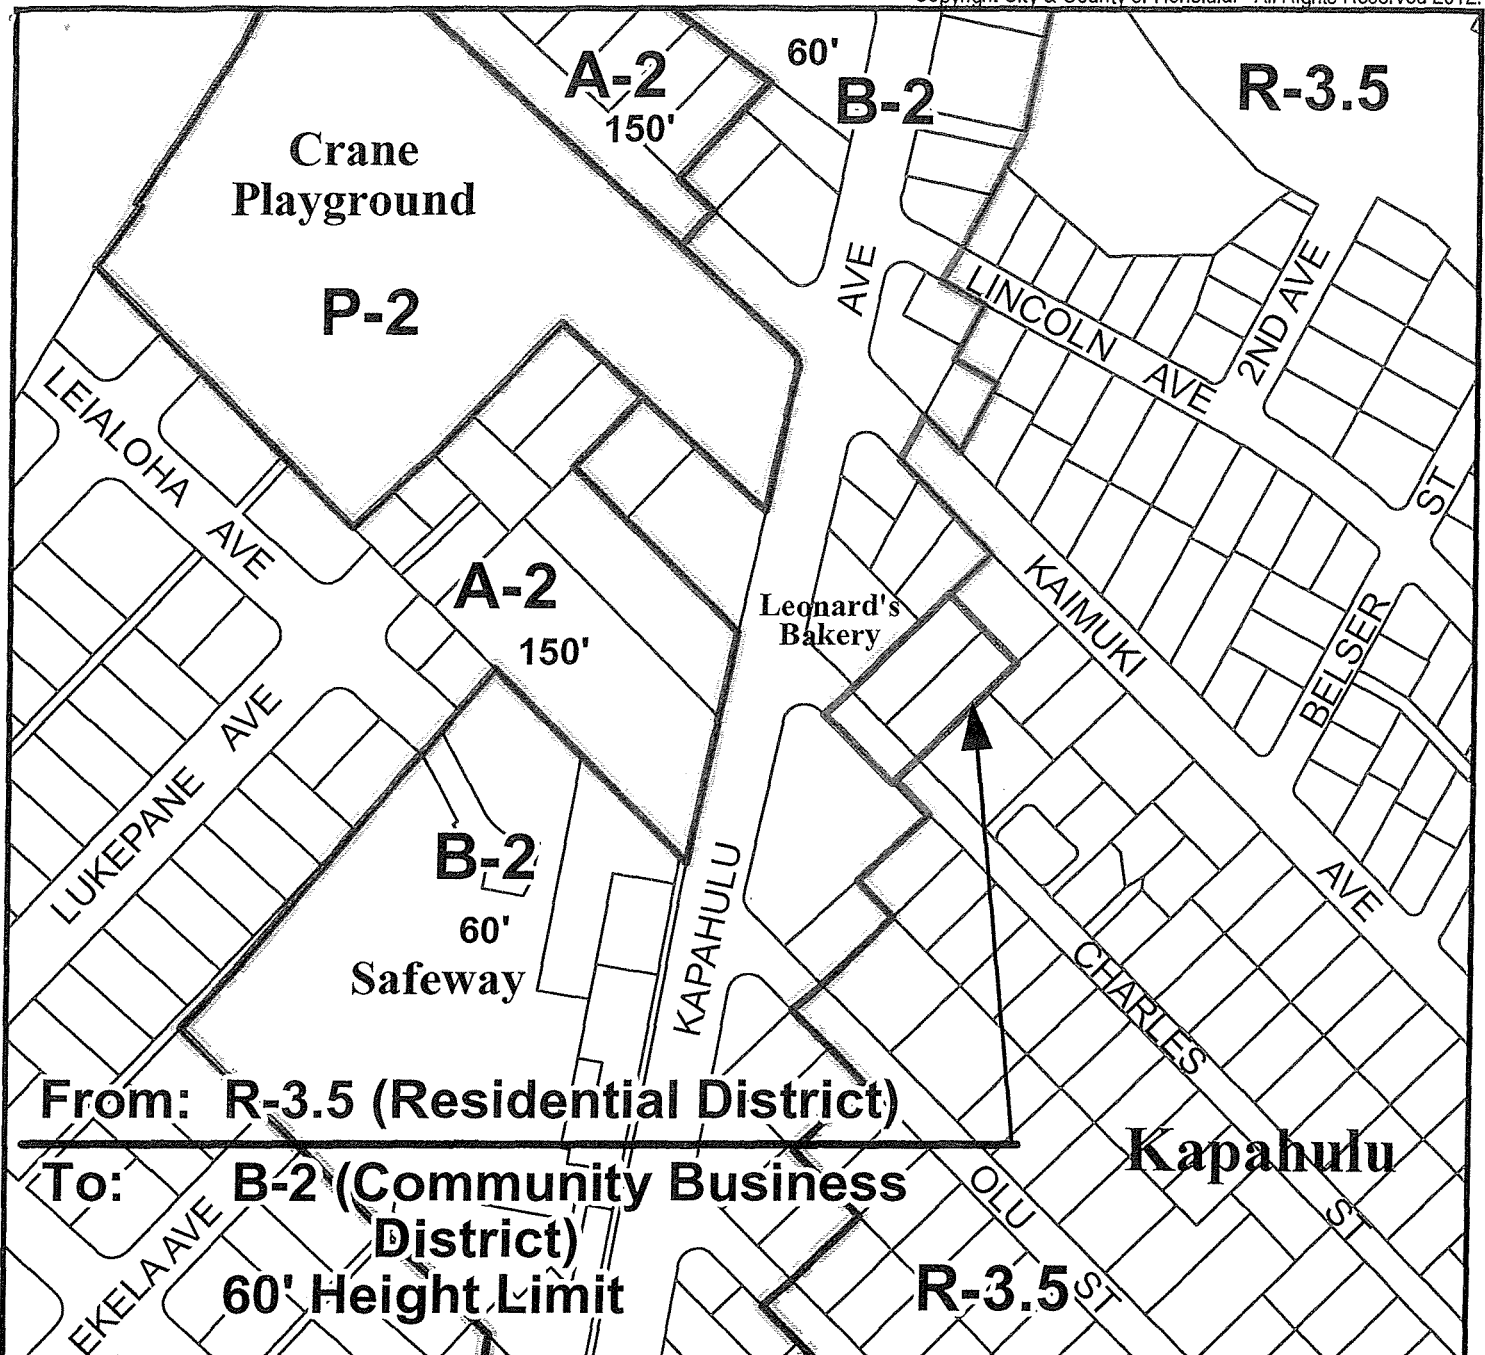 Copyright City & County of Honolulu. All Rights Reserved 2012.
60'
A-2
B-2
R-3.5
150'
Crane
Playground
AVE
LINCOLN AVE
2ND AVE
P-2
LEIALOHA AVE
BELSER ST
KAIMUKI AVE
A-2
Leonard's
Bakery
150'
LUKEPANE AVE
B-2
60'
Safeway
KAPAHULU
CHARLES ST
From: R-3.5 (Residential District)
Kapahulu
To: B-2 (Community Business
District)
60' Height Limit
OLU ST
EKELA AVE
R-3.5